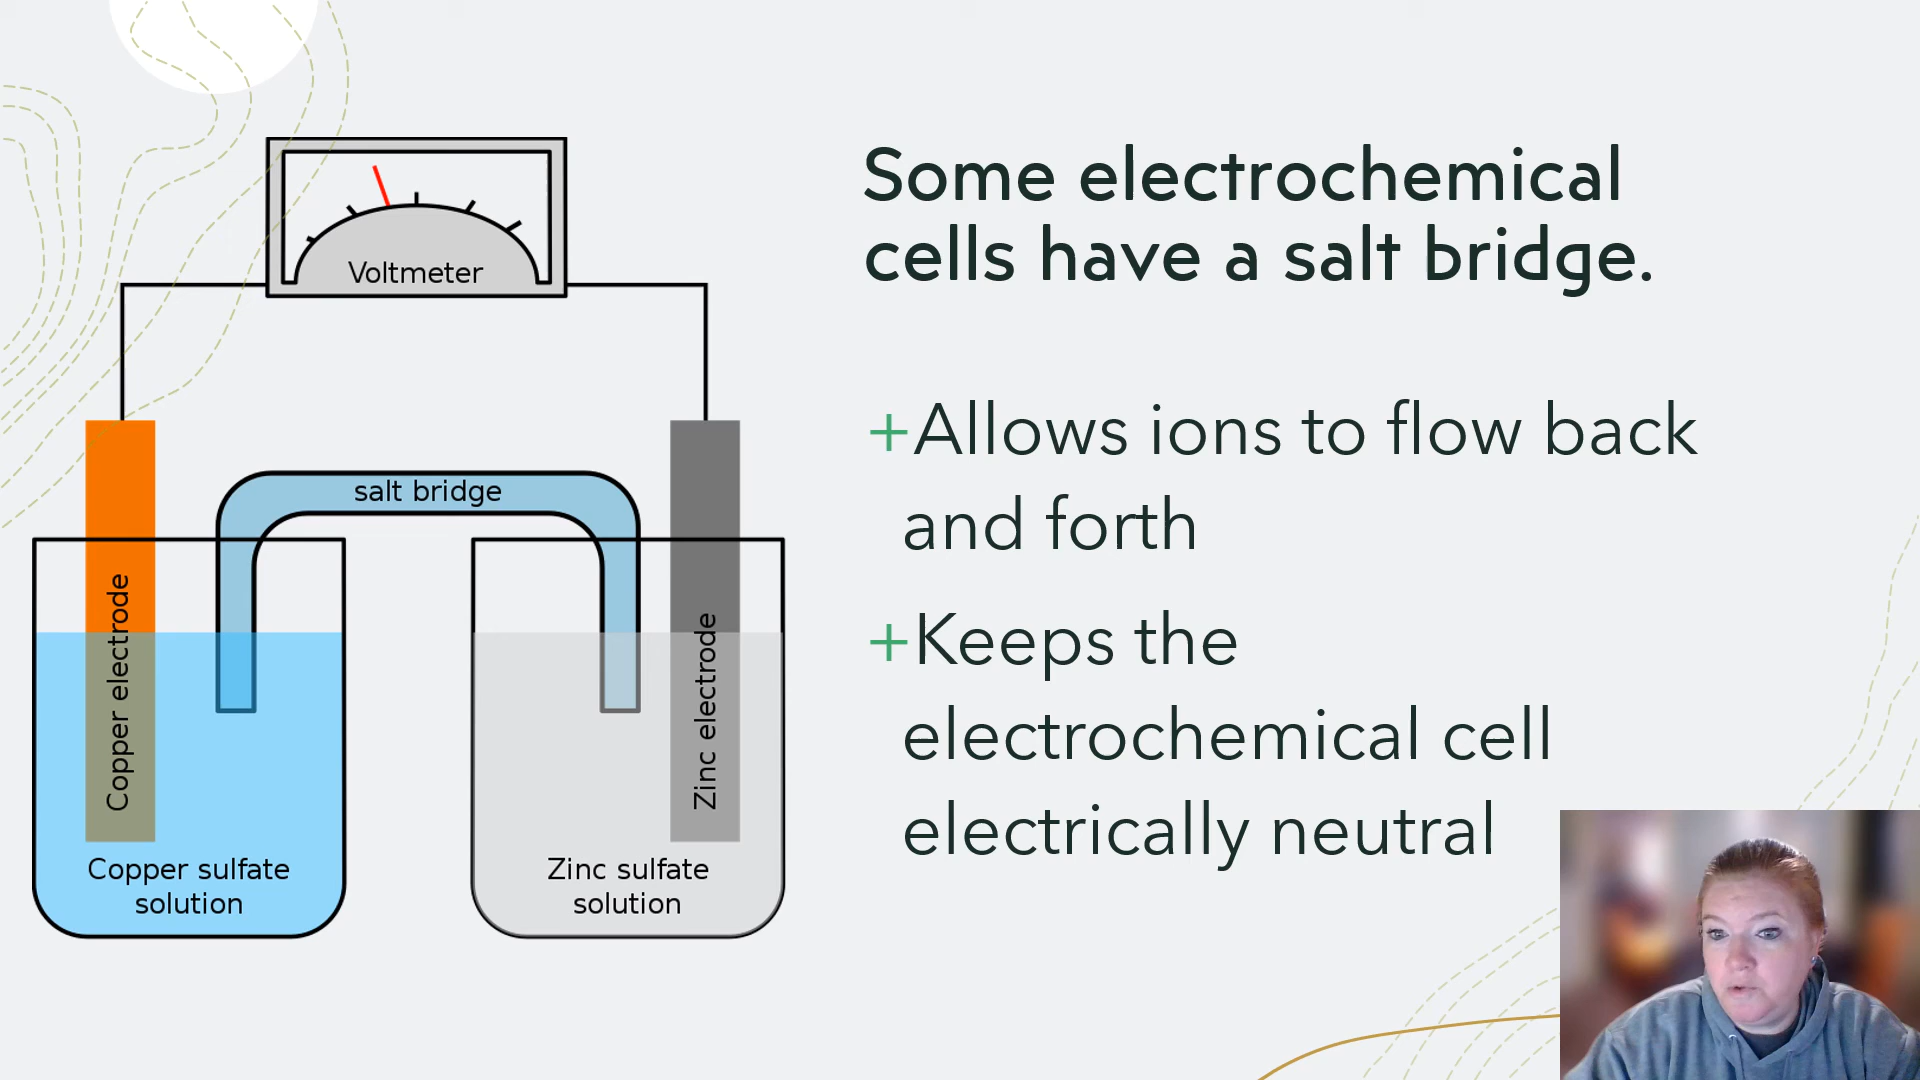 Some electrochemical
cells have a salt bridge.
+Allows ions to flow back
and forth
+Keeps the
electrochemical cell
electrically neutral
Voltmeter
salt bridge
Copper electrode
Zinc electrode
Copper sulfate
solution
Zinc sulfate
solution